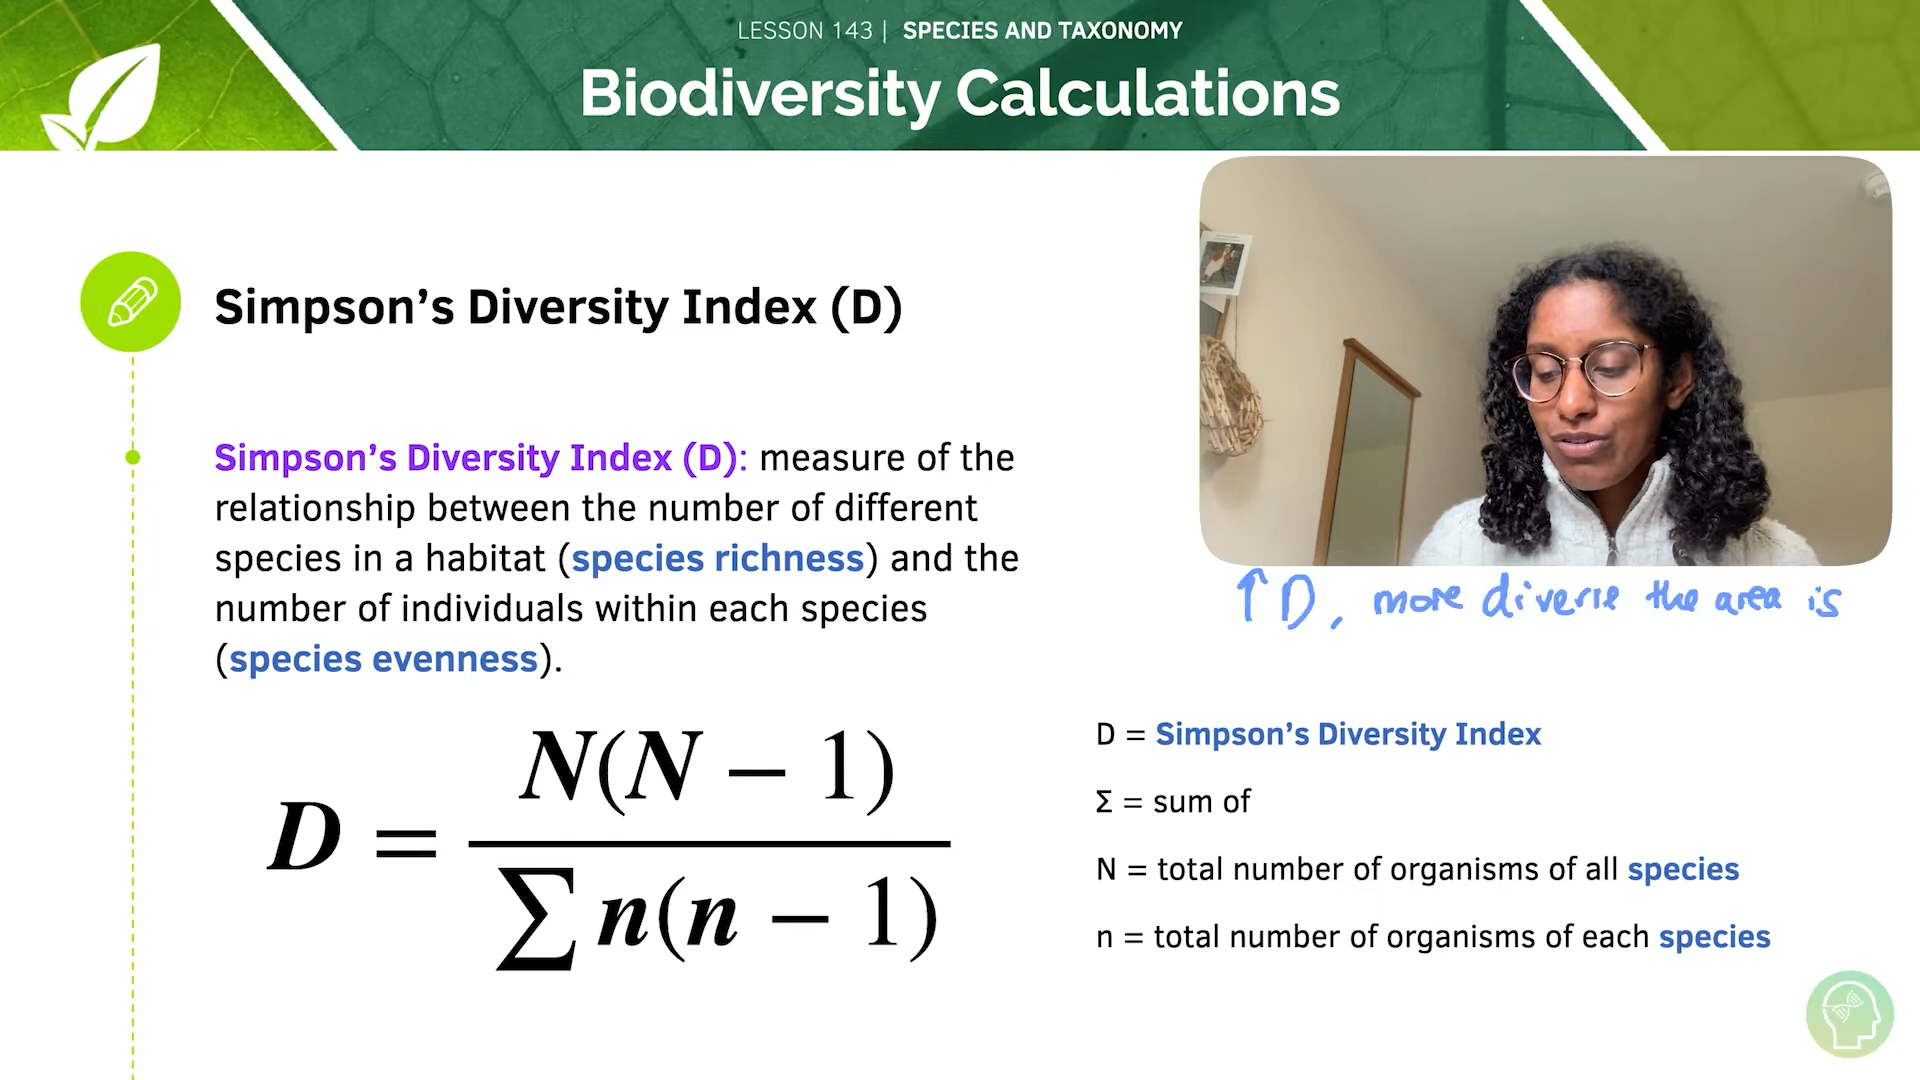 LESSON 143 | SPECIES AND TAXONOMY
Biodiversity Calculations
Simpson’s Diversity Index (D)
Simpson’s Diversity Index (D): measure of the
relationship between the number of different
species in a habitat (species richness) and the
number of individuals within each species
(species evenness).
↑ D, more diverse the area is
D = N(N − 1) / ∑ n(n − 1)
D = Simpson’s Diversity Index
Σ = sum of
N = total number of organisms of all species
n = total number of organisms of each species